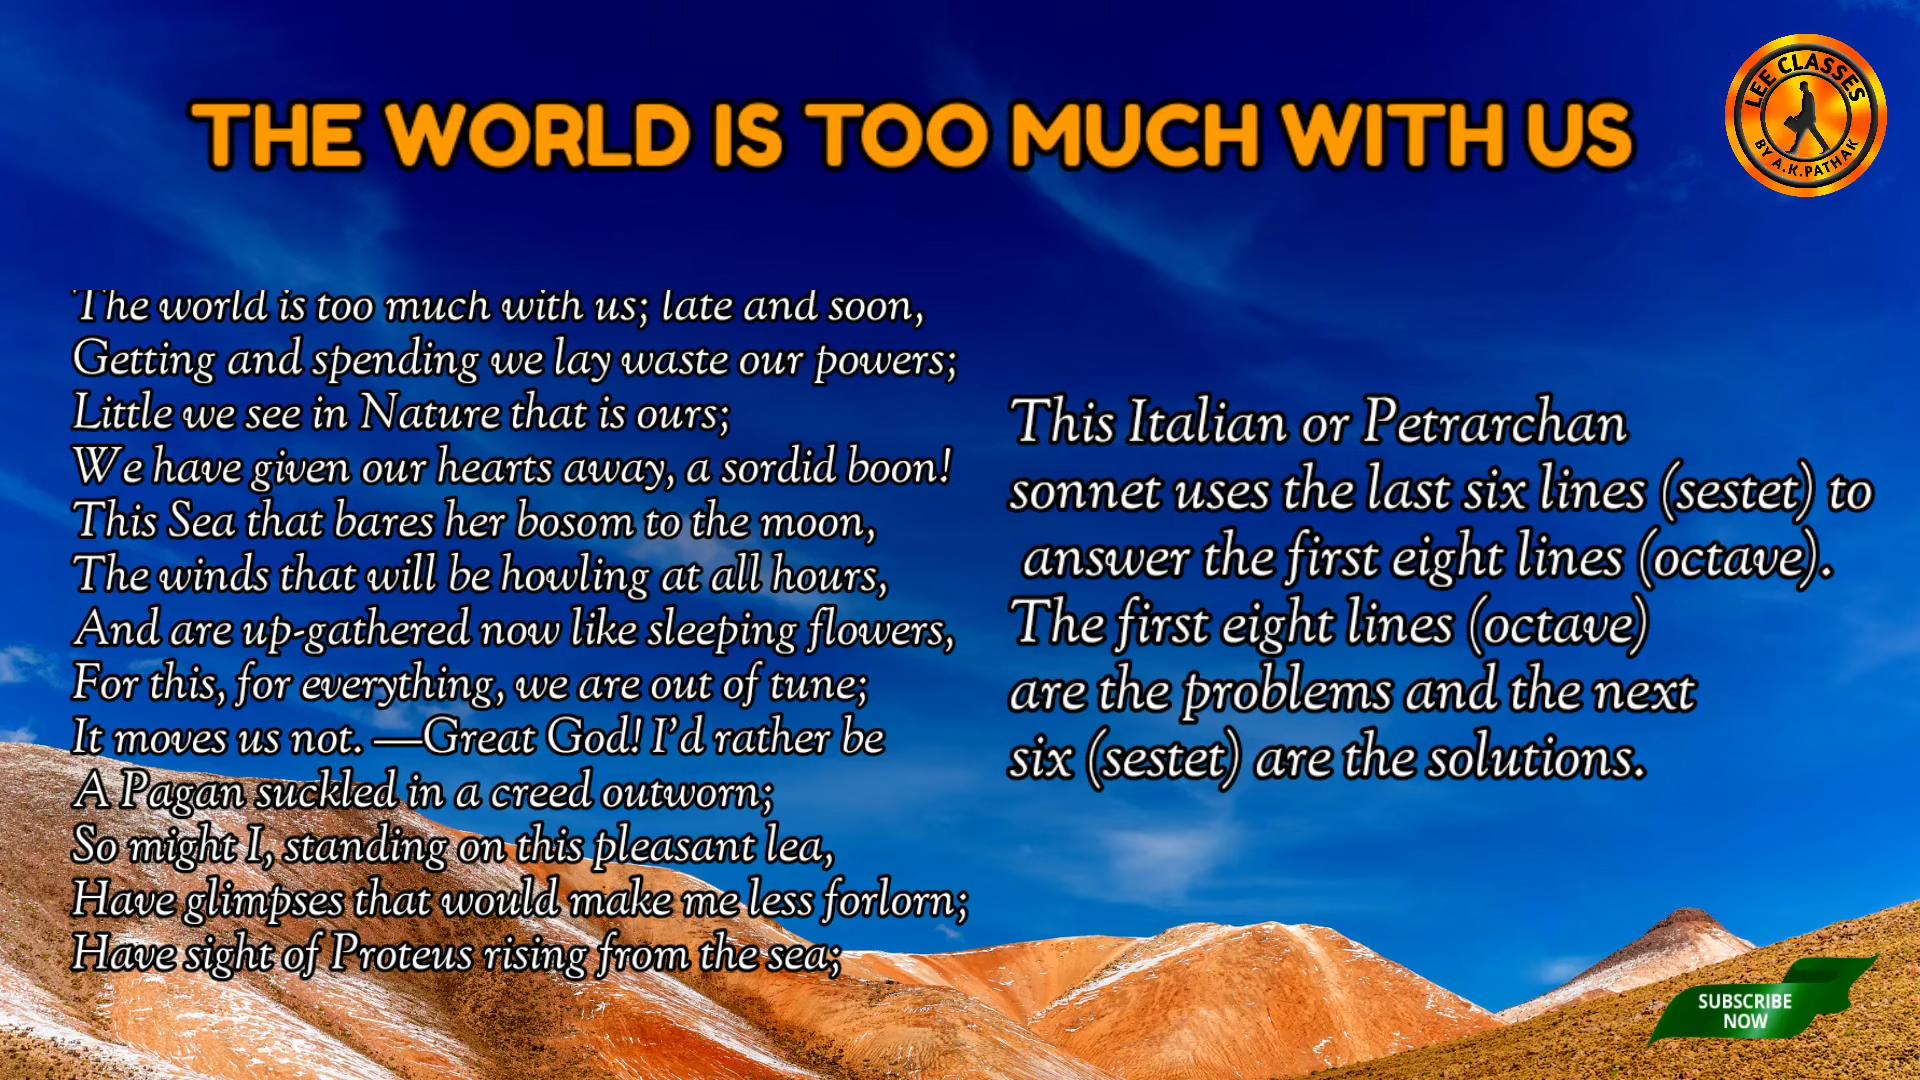 THE WORLD IS TOO MUCH WITH US
LEE CLASSES
BY A.K.PATHAK
The world is too much with us; late and soon,
Getting and spending we lay waste our powers;
Little we see in Nature that is ours;
We have given our hearts away, a sordid boon!
This Sea that bares her bosom to the moon,
The winds that will be howling at all hours,
And are up-gathered now like sleeping flowers,
For this, for everything, we are out of tune;
It moves us not. —Great God! I’d rather be
A Pagan suckled in a creed outworn;
So might I, standing on this pleasant lea,
Have glimpses that would make me less forlorn;
Have sight of Proteus rising from the sea;
This Italian or Petrarchan
sonnet uses the last six lines (sestet) to
answer the first eight lines (octave).
The first eight lines (octave)
are the problems and the next
six (sestet) are the solutions.
SUBSCRIBE
NOW